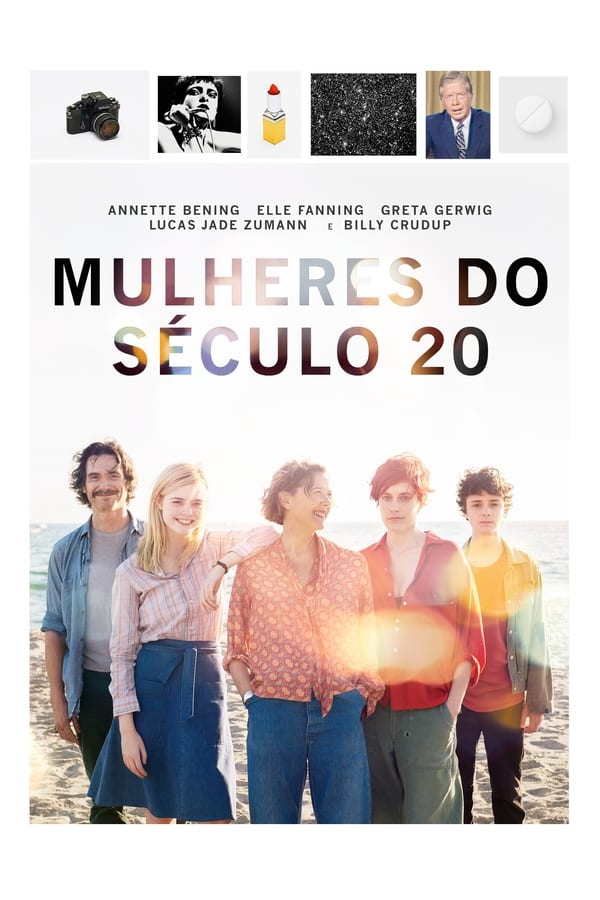 ANNETTE BENING ELLE FANNING GRETA GERWIG
LUCAS JADE ZUMANN E BILLY CRUDUP
MULHERES DO
SÉCULO 20